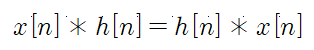 x[n] * h[n] = h[n] * x[n]